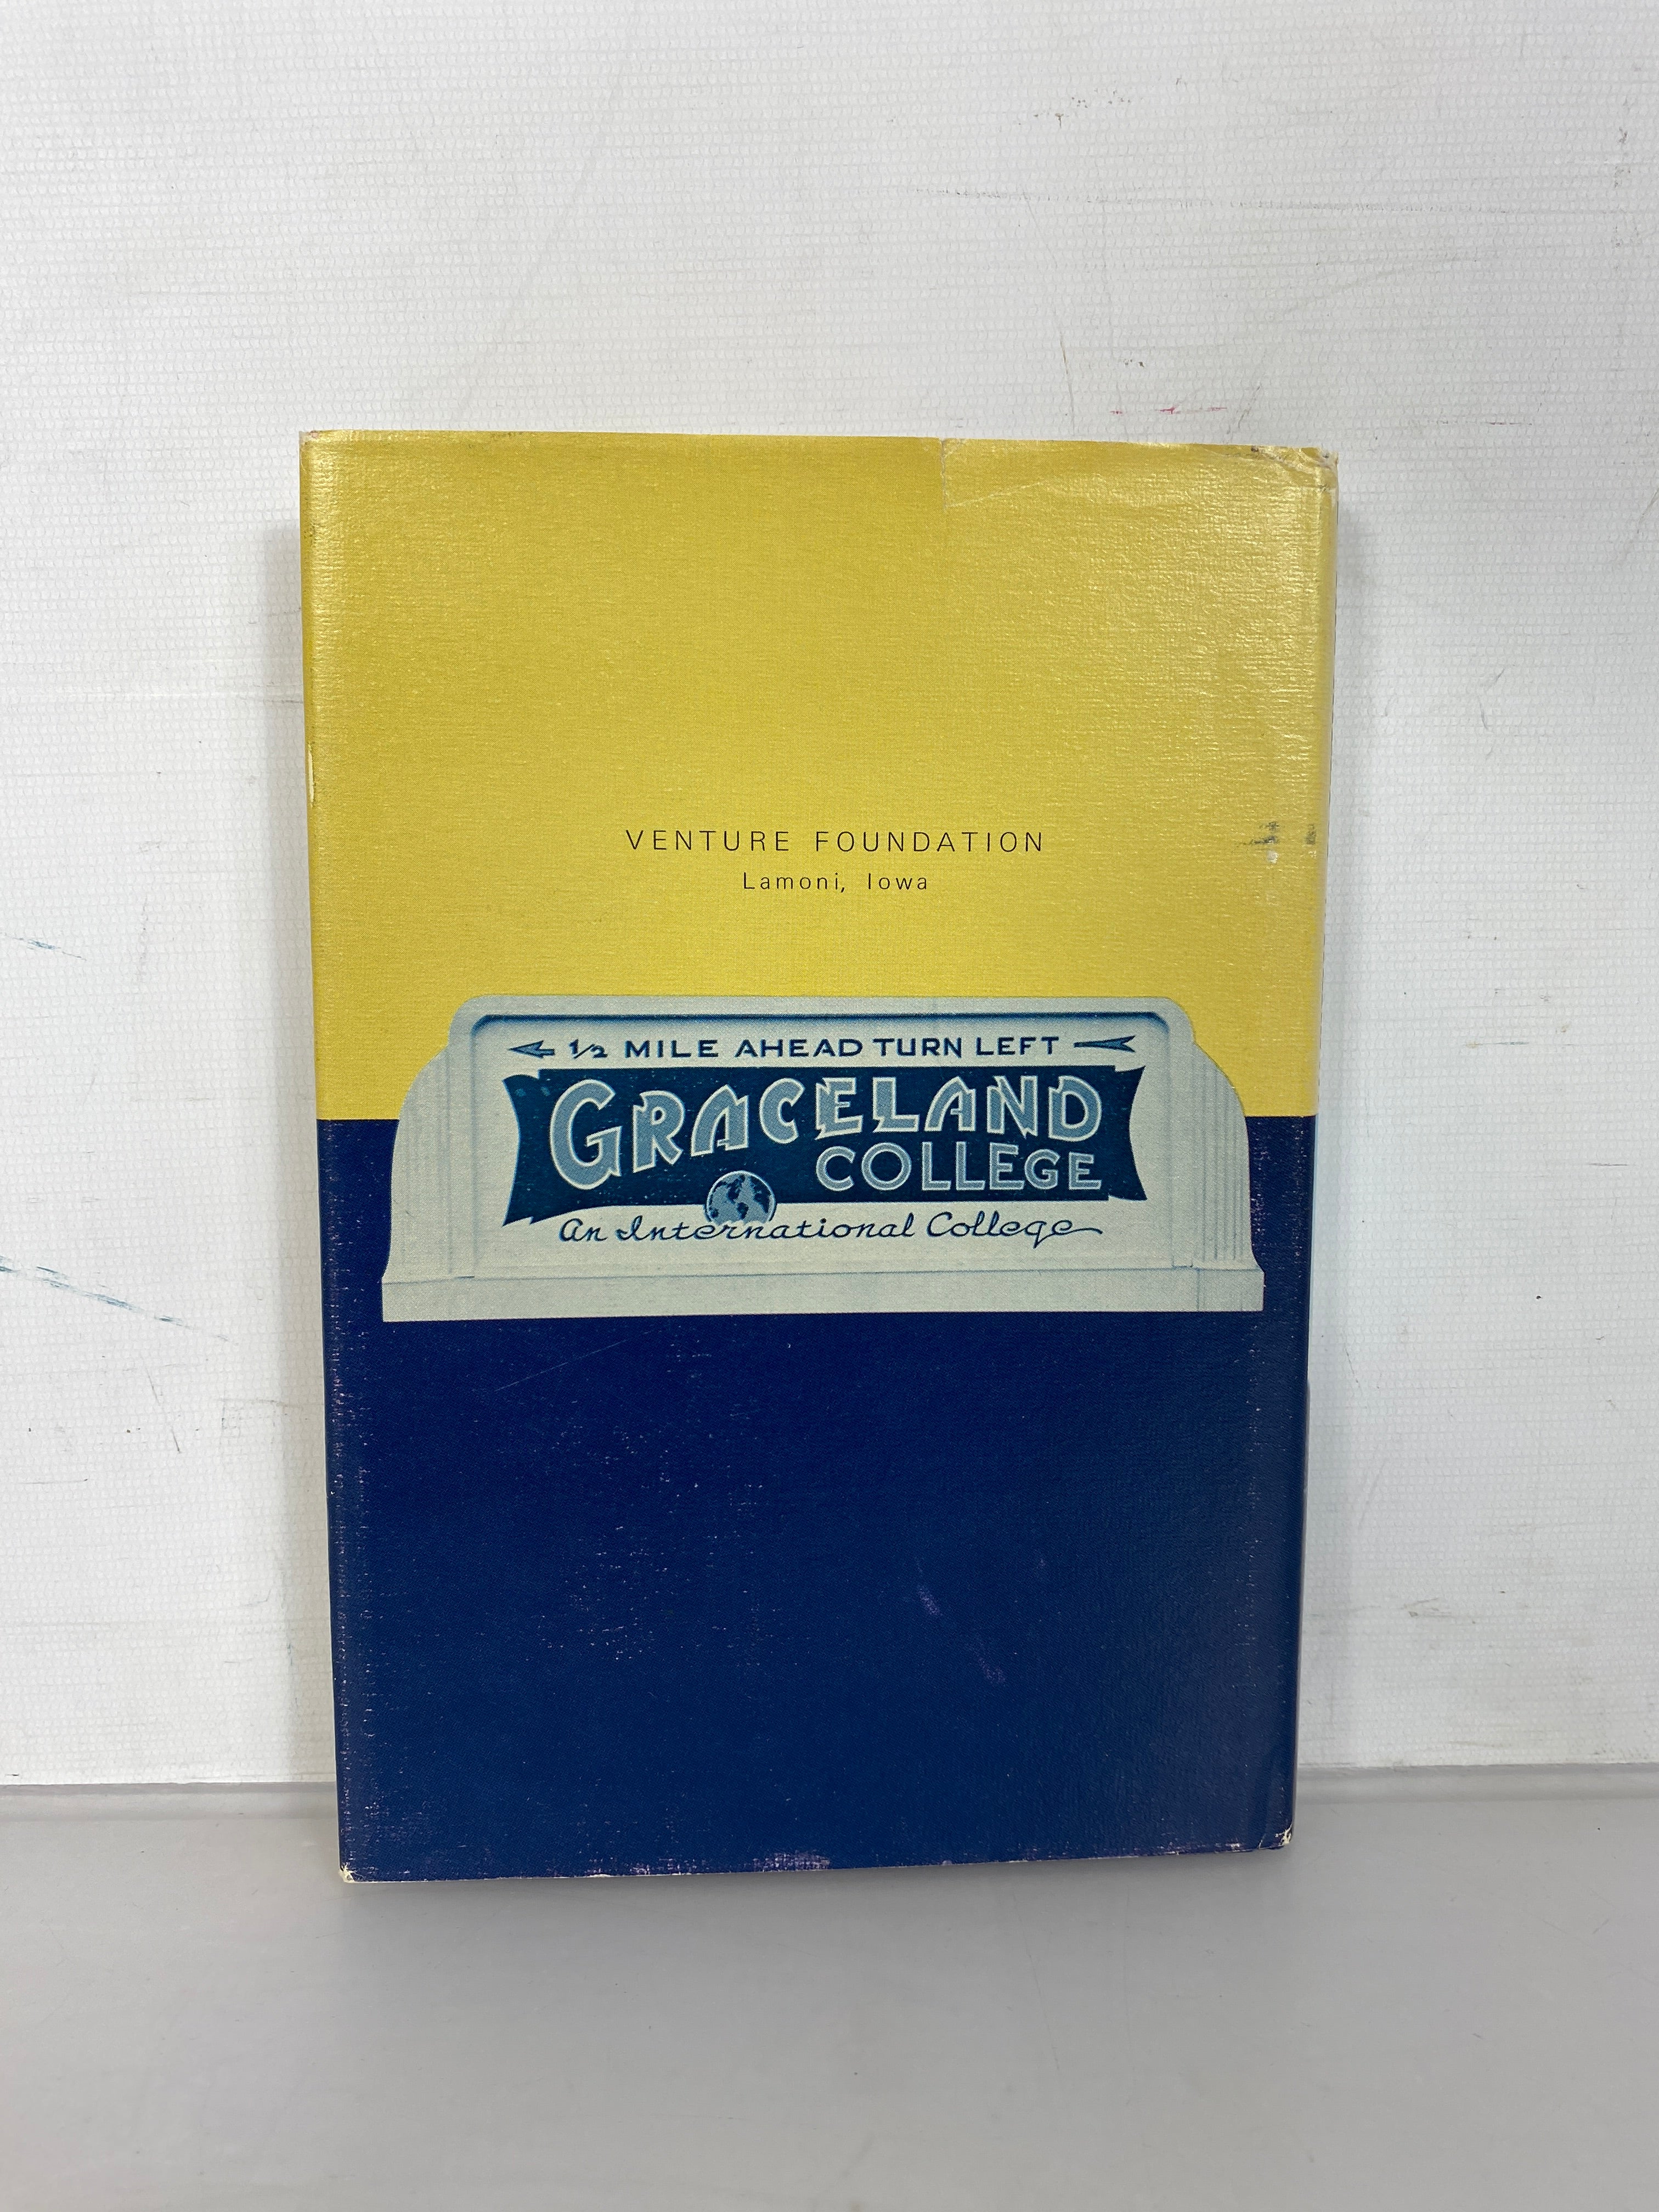 VENTURE FOUNDATION
Lamoni, Iowa
1/2 MILE AHEAD TURN LEFT
GRACELAND
COLLEGE
An International College